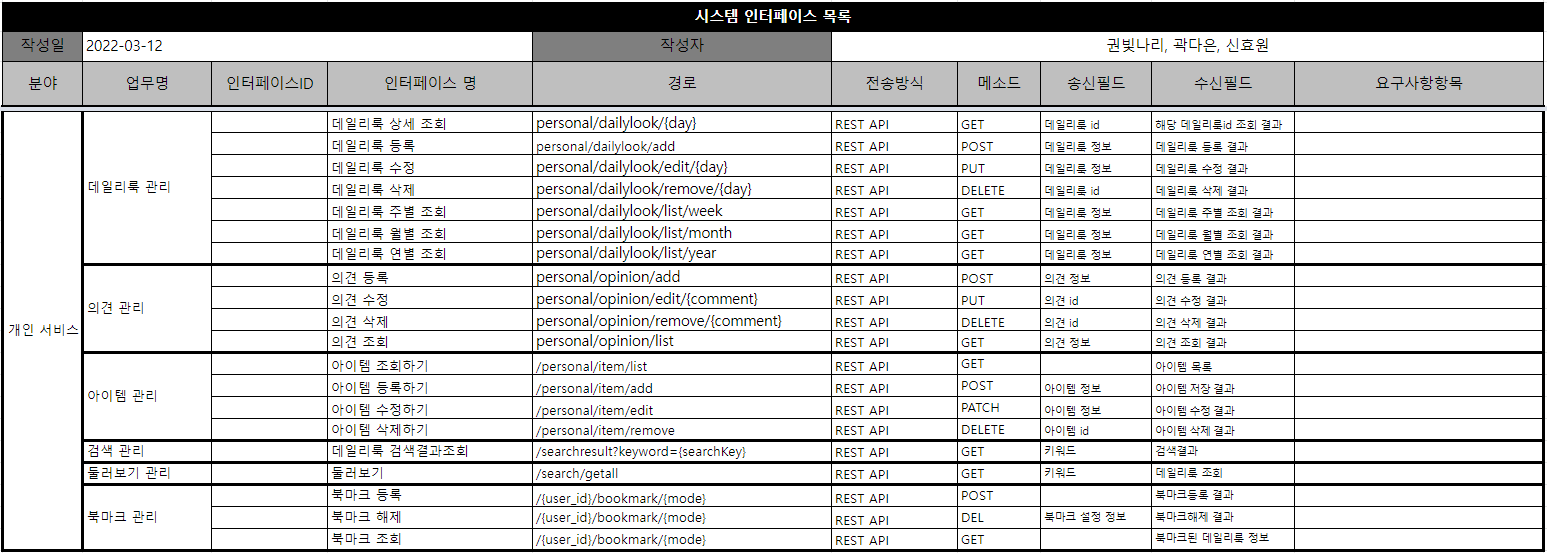 시스템 인터페이스 목록
작성일 2022-03-12 작성자 권빛나리, 곽다은, 신효원
분야 업무명 인터페이스ID 인터페이스 명 경로 전송방식 메소드 송신필드 수신필드 요구사항항목
개인 서비스
데일리룩 관리
데일리룩 상세 조회 personal/dailylook/{day} REST API GET 데일리룩 id 해당 데일리룩id 조회 결과
데일리룩 등록 personal/dailylook/add REST API POST 데일리룩 정보 데일리룩 등록 결과
데일리룩 수정 personal/dailylook/edit/{day} REST API PUT 데일리룩 정보 데일리룩 수정 결과
데일리룩 삭제 personal/dailylook/remove/{day} REST API DELETE 데일리룩 id 데일리룩 삭제 결과
데일리룩 주별 조회 personal/dailylook/list/week REST API GET 데일리룩 정보 데일리룩 주별 조회 결과
데일리룩 월별 조회 personal/dailylook/list/month REST API GET 데일리룩 정보 데일리룩 월별 조회 결과
데일리룩 연별 조회 personal/dailylook/list/year REST API GET 데일리룩 정보 데일리룩 연별 조회 결과
의견 관리
의견 등록 personal/opinion/add REST API POST 의견 정보 의견 등록 결과
의견 수정 personal/opinion/edit/{comment} REST API PUT 의견 id 의견 수정 결과
의견 삭제 personal/opinion/remove/{comment} REST API DELETE 의견 id 의견 삭제 결과
의견 조회 personal/opinion/list REST API GET 의견 정보 의견 조회 결과
아이템 관리
아이템 조회하기 /personal/item/list REST API GET 아이템 목록
아이템 등록하기 /personal/item/add REST API POST 아이템 정보 아이템 저장 결과
아이템 수정하기 /personal/item/edit REST API PATCH 아이템 정보 아이템 수정 결과
아이템 삭제하기 /personal/item/remove REST API DELETE 아이템 id 아이템 삭제 결과
검색 관리 데일리룩 검색결과조회 /searchresult?keyword={searchKey} REST API GET 키워드 검색결과
둘러보기 관리 둘러보기 /search/getall REST API GET 키워드 데일리룩 조회
북마크 관리
북마크 등록 /{user_id}/bookmark/{mode} REST API POST 북마크등록 결과
북마크 해제 /{user_id}/bookmark/{mode} REST API DEL 북마크 설정 정보 북마크해제 결과
북마크 조회 /{user_id}/bookmark/{mode} REST API GET 북마크된 데일리룩 정보